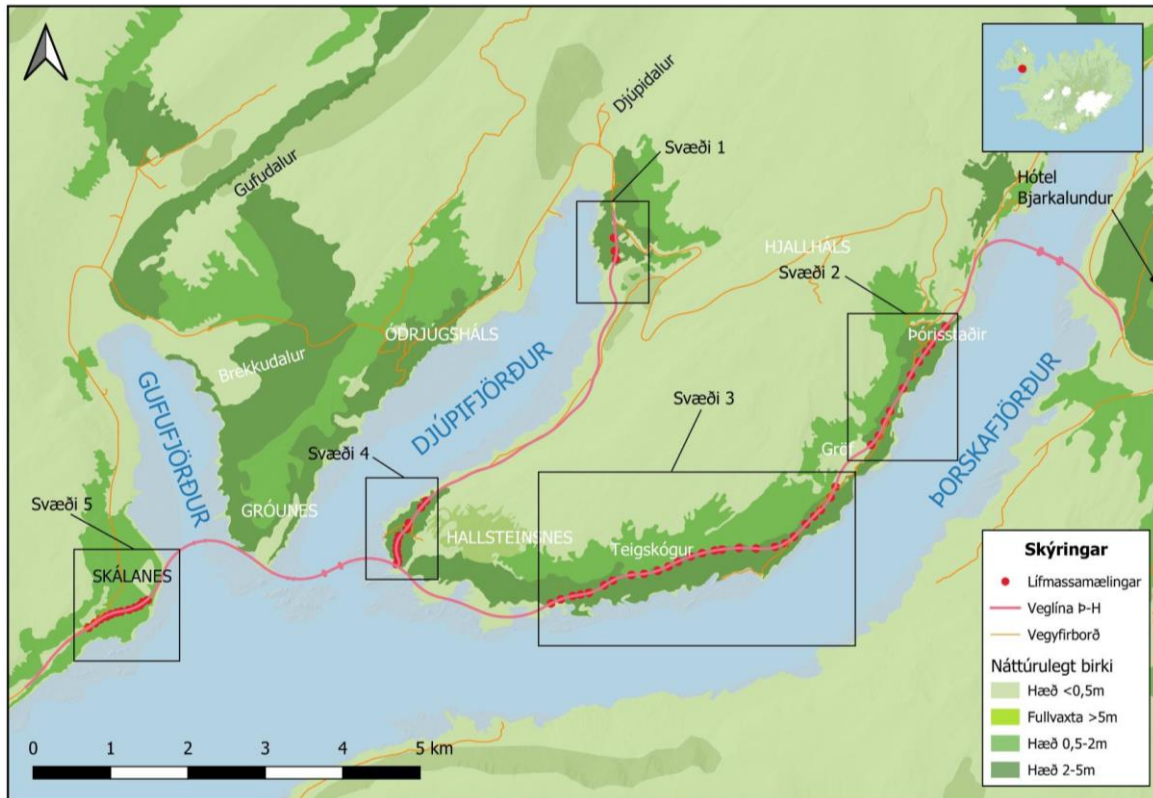 Djúpidalur
Svæði 1
Gufudalur
Hótel
Bjarkalundur
HJALLHÁLS
Svæði 2
ÓÐRJÚGSHÁLS
Þórisstaðir
Brekkudalur
GUFUFJÖRÐUR
DJÚPIFJÖRÐUR
Svæði 3
ÞORSKAFJÖRÐUR
Svæði 4
Gröf
Svæði 5
GRÓUNES
HALLSTEINSNES
Teigskógur
SKÁLANES
Skýringar
Lífmassamælingar
Veglína Þ-H
Vegyfirborð
Náttúrulegt birki
Hæð <0,5m
Fullvaxta >5m
Hæð 0,5-2m
Hæð 2-5m
0 1 2 3 4 5 km